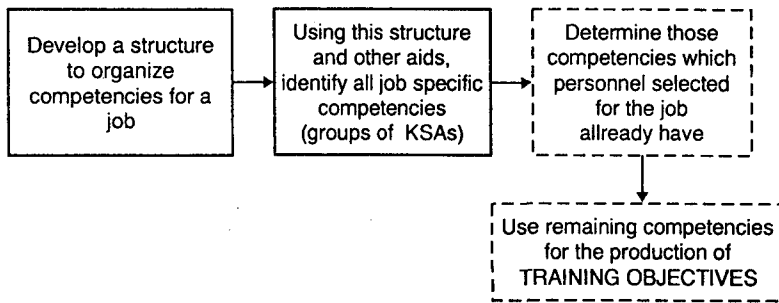 Develop a structure
to organize
competencies for a
job
Using this structure
and other aids,
identify all job specific
competencies
(groups of KSAs)
Determine those
competencies which
personnel selected
for the job
allready have
Use remaining competencies
for the production of
TRAINING OBJECTIVES